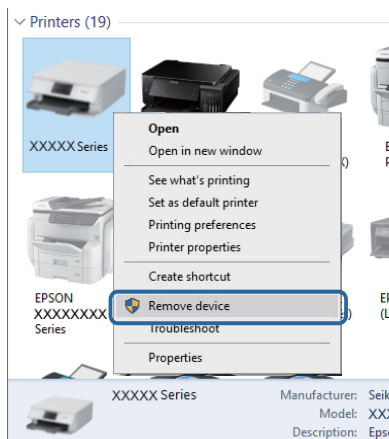 Printers (19)
XXXXX Series
Open
Open in new window
See what's printing
Set as default printer
Printing preferences
Printer properties
Create shortcut
Remove device
Troubleshoot
Properties
EPSON
XXXXXXXX
Series
XXXXX Series
Manufacturer:
Model:
Description: